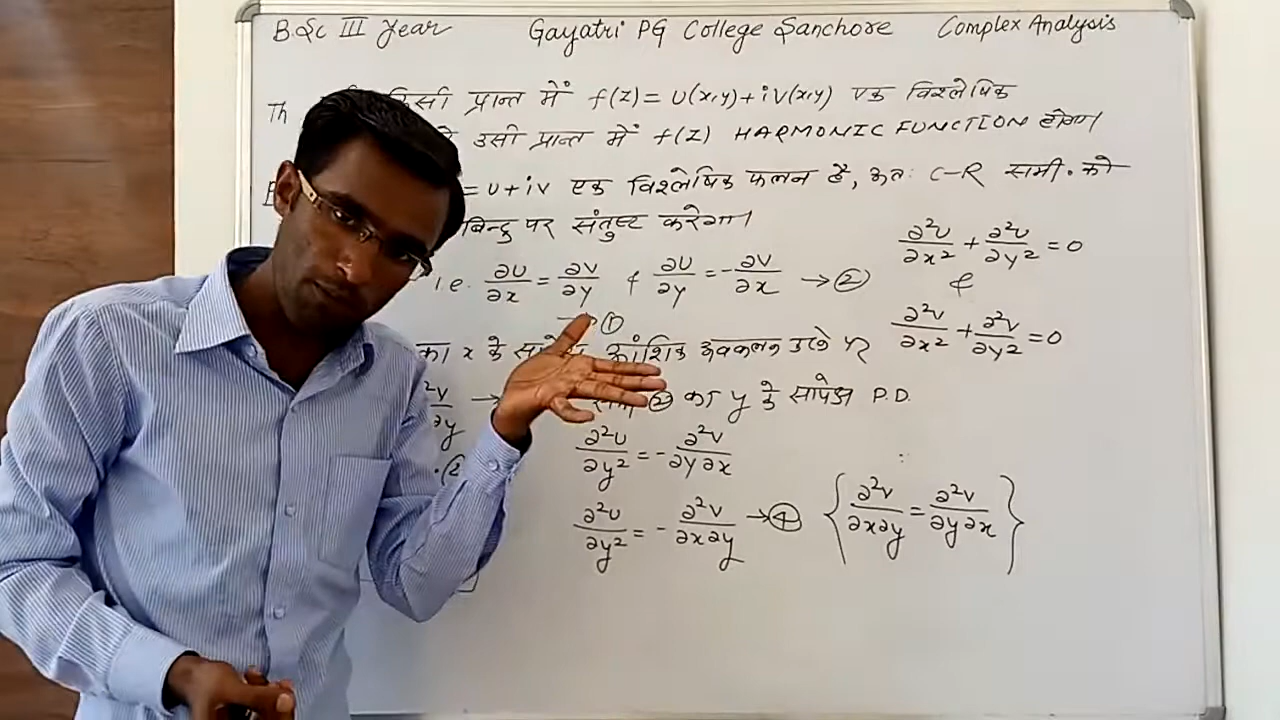 B.Sc III Year Gayatri PG College Sanchore Complex Analysis
Th प्रान्त में f(z) = U(x,y)+iV(x,y) एक विश्लेषिक
उसी प्रान्त में f(z) HARMONIC FUNCTION होगा।
= U+iV एक विश्लेषिक फलन है, अतः C-R समी. को
बिन्दु पर संतुष्ट करेगा।
∂²U/∂x² + ∂²U/∂y² = 0
i.e. ∂U/∂x = ∂V/∂y & ∂U/∂y = -∂V/∂x → ②
&
→ ①
∂²V/∂x² + ∂²V/∂y² = 0
का x के आंशिक अवकलन करने पर
② का y के सापेक्ष P.D.
∂²U/∂y² = -∂²V/∂y∂x
∂²U/∂y² = -∂²V/∂x∂y → ④ {∂²V/∂x∂y = ∂²V/∂y∂x}